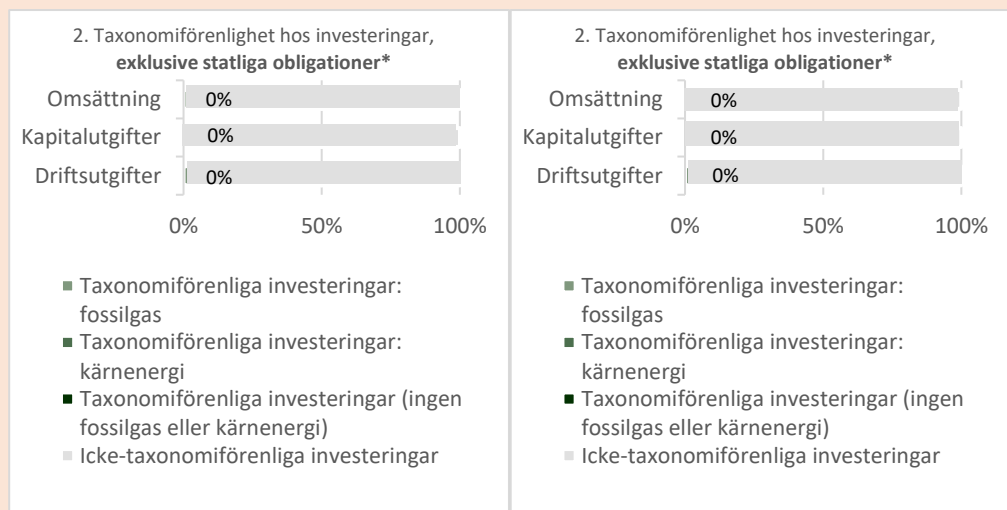 2. Taxonomiförenlighet hos investeringar,
exklusive statliga obligationer*
Omsättning 0%
Kapitalutgifter 0%
Driftsutgifter 0%
0% 50% 100%
Taxonomiförenliga investeringar:
fossilgas
Taxonomiförenliga investeringar:
kärnenergi
Taxonomiförenliga investeringar (ingen
fossilgas eller kärnenergi)
Icke-taxonomiförenliga investeringar
2. Taxonomiförenlighet hos investeringar,
exklusive statliga obligationer*
Omsättning 0%
Kapitalutgifter 0%
Driftsutgifter 0%
0% 50% 100%
Taxonomiförenliga investeringar:
fossilgas
Taxonomiförenliga investeringar:
kärnenergi
Taxonomiförenliga investeringar (ingen
fossilgas eller kärnenergi)
Icke-taxonomiförenliga investeringar